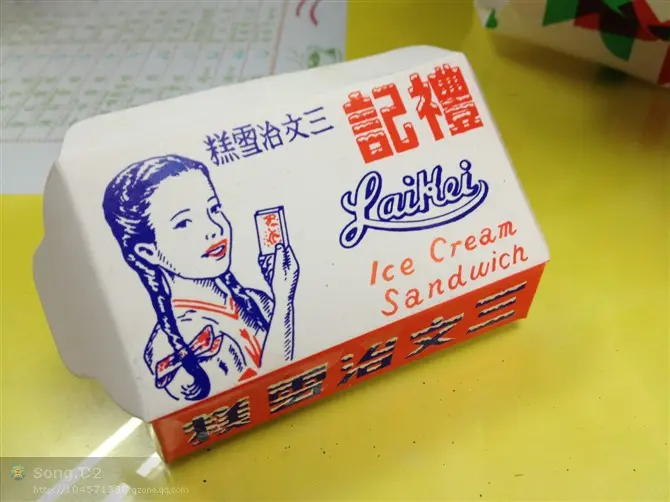 禮記
三文治雪糕
LaiKei
Ice Cream
Sandwich
三文治雪糕
Song.C2